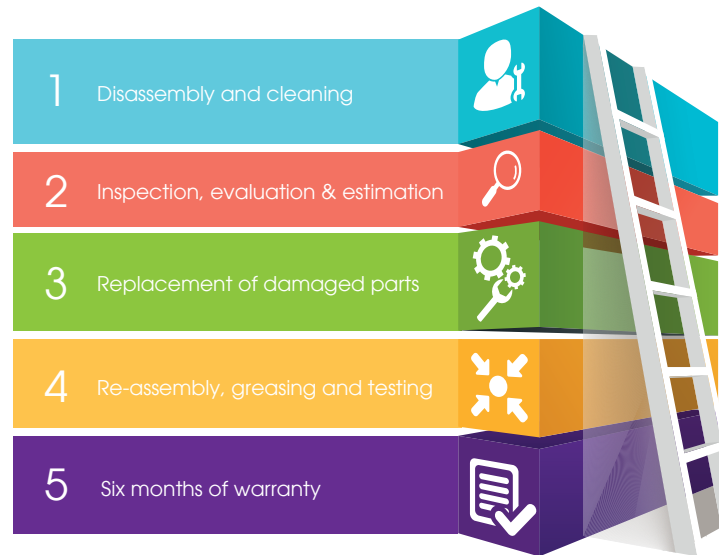 1 Disassembly and cleaning
2 Inspection, evaluation & estimation
3 Replacement of damaged parts
4 Re-assembly, greasing and testing
5 Six months of warranty